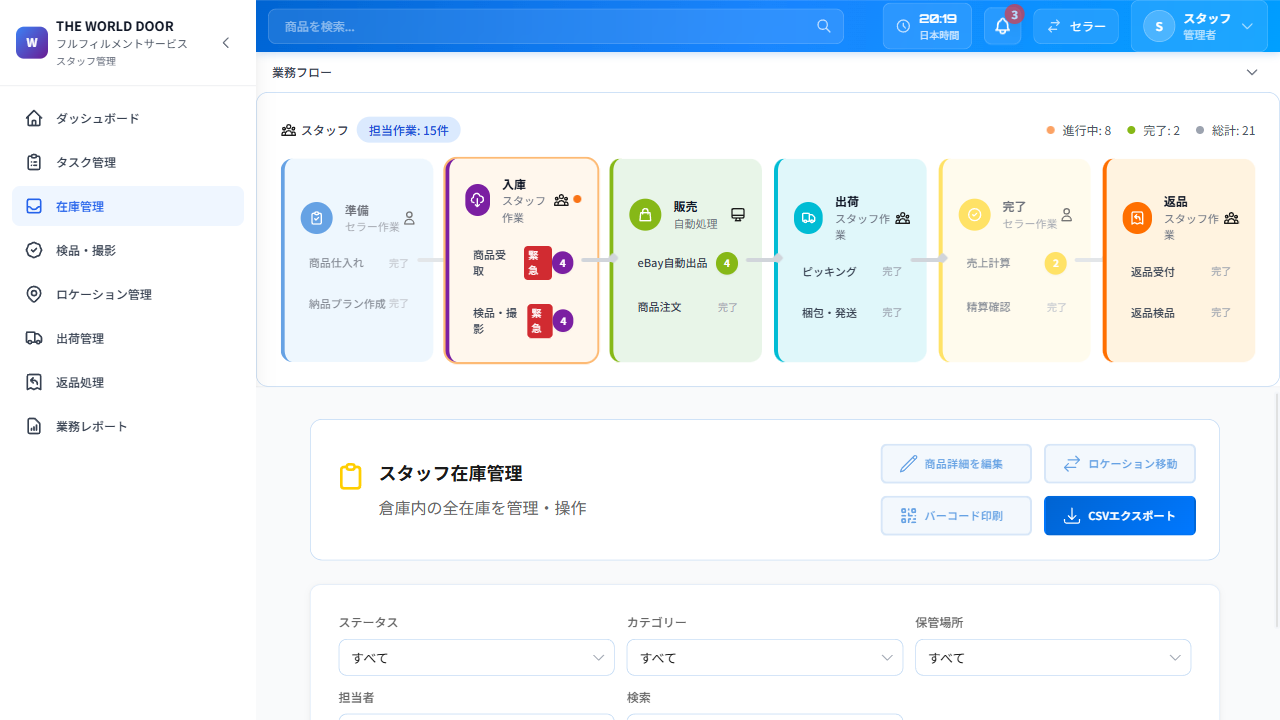 W
THE WORLD DOOR
フルフィルメントサービス
スタッフ管理
ダッシュボード
タスク管理
在庫管理
検品・撮影
ロケーション管理
出荷管理
返品処理
業務レポート
商品を検索...
20:19
日本時間
3
セラー
S
スタッフ
管理者
業務フロー
スタッフ
担当作業: 15件
進行中: 8
完了: 2
総計: 21
準備
セラー作業
商品仕入れ
完了
納品プラン作成
完了
入庫
スタッフ
作業
商品受
取
緊
急
4
検品・撮
影
緊
急
4
販売
自動処理
eBay自動出品
4
商品注文
完了
出荷
スタッフ作
業
ピッキング
完了
梱包・発送
完了
完了
セラー作業
売上計算
2
精算確認
完了
返品
スタッフ作
業
返品受付
完了
返品検品
完了
スタッフ在庫管理
倉庫内の全在庫を管理・操作
商品詳細を編集
ロケーション移動
バーコード印刷
CSVエクスポート
ステータス
すべて
カテゴリー
すべて
保管場所
すべて
担当者
検索